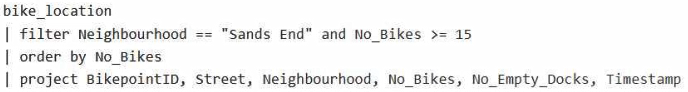 bike_location
| filter Neighbourhood == "Sands End" and No_Bikes >= 15
| order by No_Bikes
| project BikepointID, Street, Neighbourhood, No_Bikes, No_Empty_Docks, Timestamp